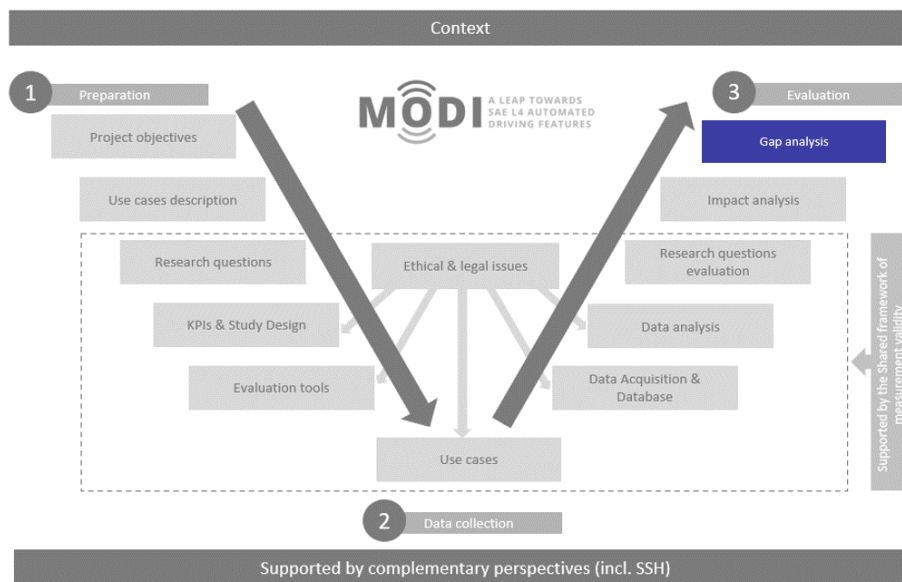 Context
1
Preparation
Project objectives
Use cases description
Research questions
KPIs & Study Design
Evaluation tools
MODI
A LEAP TOWARDS
SAE L4 AUTOMATED
DRIVING FEATURES
Ethical & legal issues
Use cases
2
Data collection
3
Evaluation
Gap analysis
Impact analysis
Research questions
evaluation
Data analysis
Data Acquisition &
Database
Supported by the Shared framework of
measurement validity
Supported by complementary perspectives (incl. SSH)